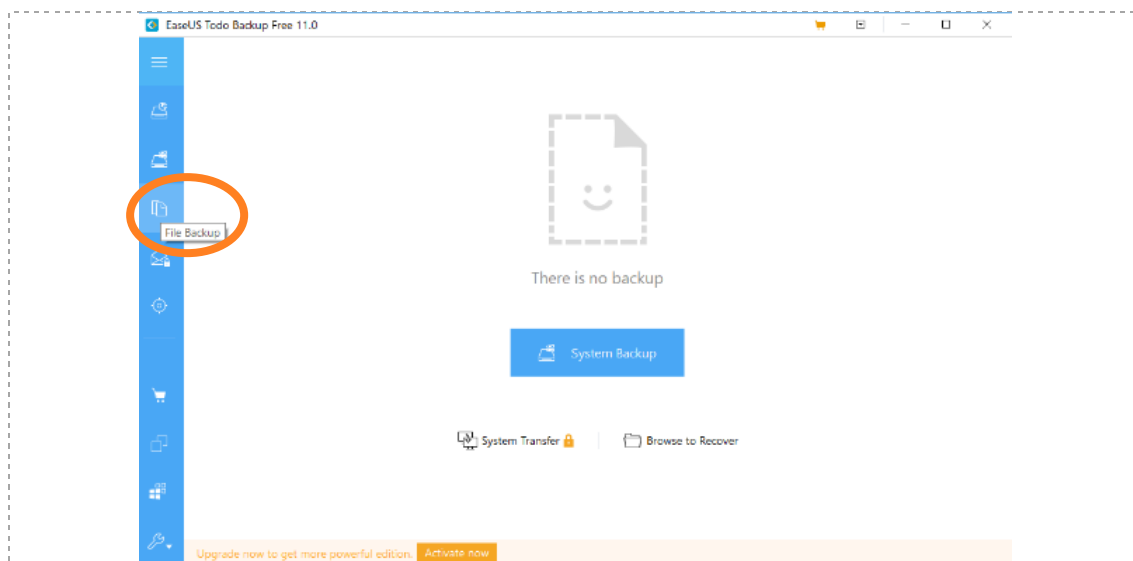 EaseUS Todo Backup Free 11.0
File Backup
There is no backup
System Backup
System Transfer
Browse to Recover
Upgrade now to get more powerful edition.
Activate now